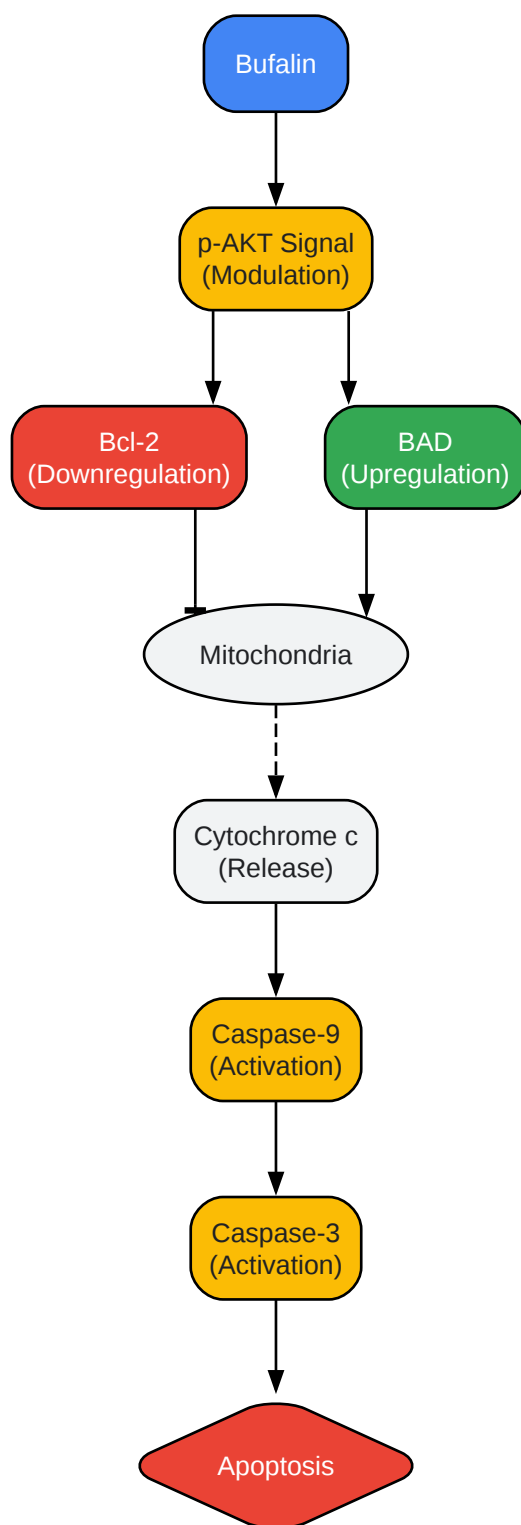 Bufalin
p-AKT Signal
(Modulation)
Bcl-2
(Downregulation)
BAD
(Upregulation)
Mitochondria
Cytochrome c
(Release)
Caspase-9
(Activation)
Caspase-3
(Activation)
Apoptosis